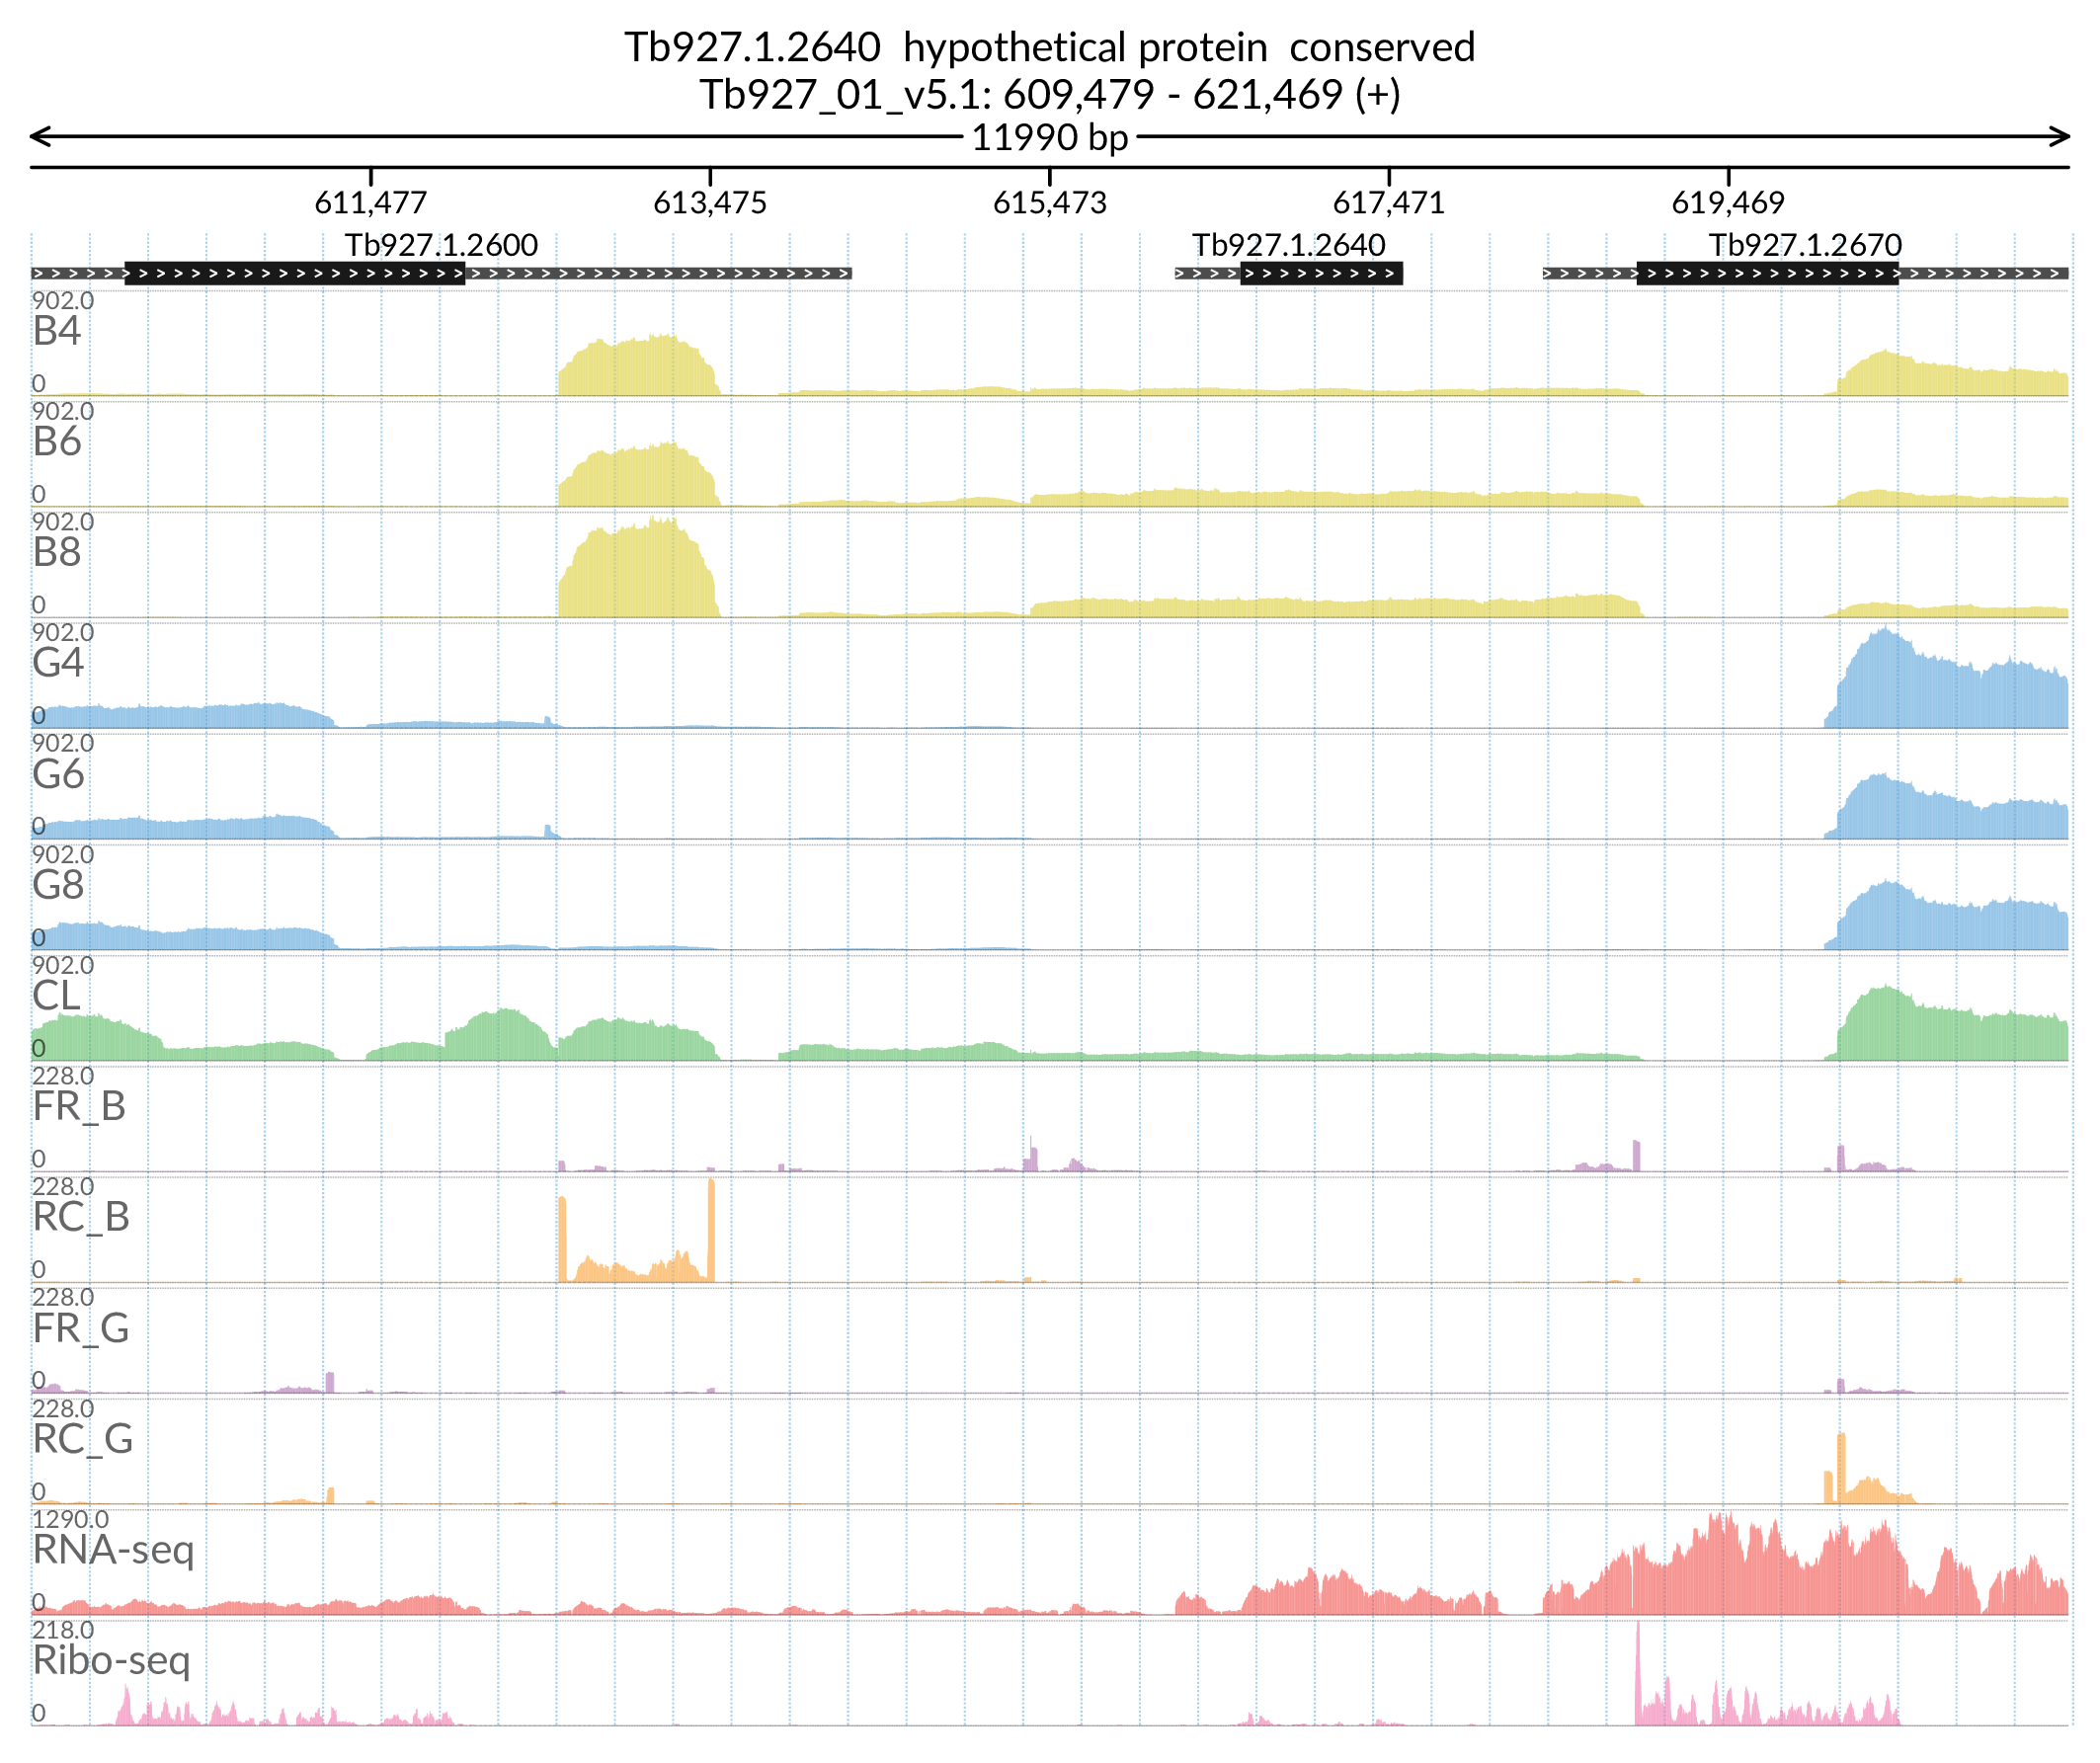 Tb927.1.2640  hypothetical protein  conserved
Tb927_01_v5.1: 609,479 - 621,469 (+)
11990 bp
611,477 613,475 615,473 617,471 619,469
Tb927.1.2600 Tb927.1.2640 Tb927.1.2670
902.0
B4
0
902.0
B6
0
902.0
B8
0
902.0
G4
0
902.0
G6
0
902.0
G8
0
902.0
CL
0
228.0
FR_B
0
228.0
RC_B
0
228.0
FR_G
0
228.0
RC_G
0
1290.0
RNA-seq
0
218.0
Ribo-seq
0